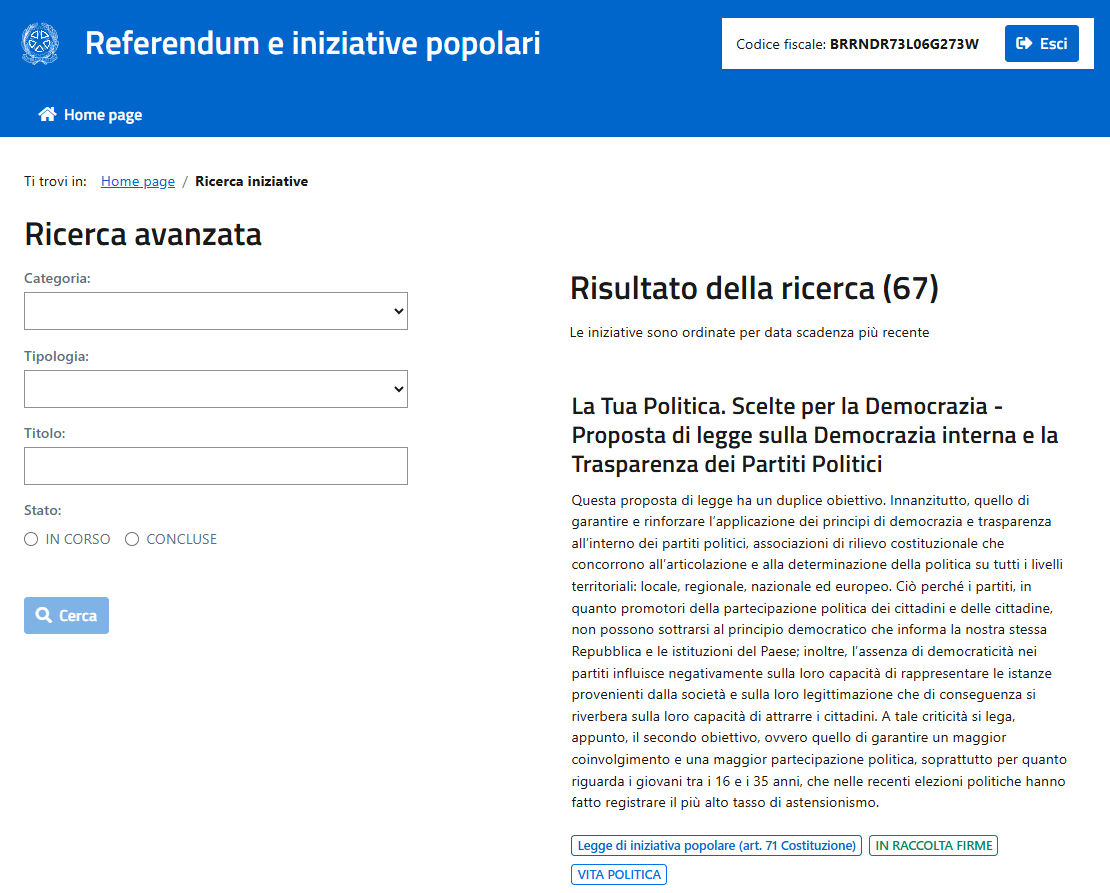 Referendum e iniziative popolari
Codice fiscale: BRRNDR73L06G273W
Esci
Home page
Ti trovi in: Home page / Ricerca iniziative
Ricerca avanzata
Categoria:
Tipologia:
Titolo:
Stato:
IN CORSO CONCLUSE
Cerca
Risultato della ricerca (67)
Le iniziative sono ordinate per data scadenza più recente
La Tua Politica. Scelte per la Democrazia -
Proposta di legge sulla Democrazia interna e la
Trasparenza dei Partiti Politici
Questa proposta di legge ha un duplice obiettivo. Innanzitutto, quello di
garantire e rinforzare l’applicazione dei principi di democrazia e trasparenza
all’interno dei partiti politici, associazioni di rilievo costituzionale che
concorrono all’articolazione e alla determinazione della politica su tutti i livelli
territoriali: locale, regionale, nazionale ed europeo. Ciò perché i partiti, in
quanto promotori della partecipazione politica dei cittadini e delle cittadine,
non possono sottrarsi al principio democratico che informa la nostra stessa
Repubblica e le istituzioni del Paese; inoltre, l’assenza di democraticità nei
partiti influisce negativamente sulla loro capacità di rappresentare le istanze
provenienti dalla società e sulla loro legittimazione che di conseguenza si
riverbera sulla loro capacità di attrarre i cittadini. A tale criticità si lega,
appunto, il secondo obiettivo, ovvero quello di garantire un maggior
coinvolgimento e una maggior partecipazione politica, soprattutto per quanto
riguarda i giovani tra i 16 e i 35 anni, che nelle recenti elezioni politiche hanno
fatto registrare il più alto tasso di astensionismo.
Legge di iniziativa popolare (art. 71 Costituzione) IN RACCOLTA FIRME
VITA POLITICA